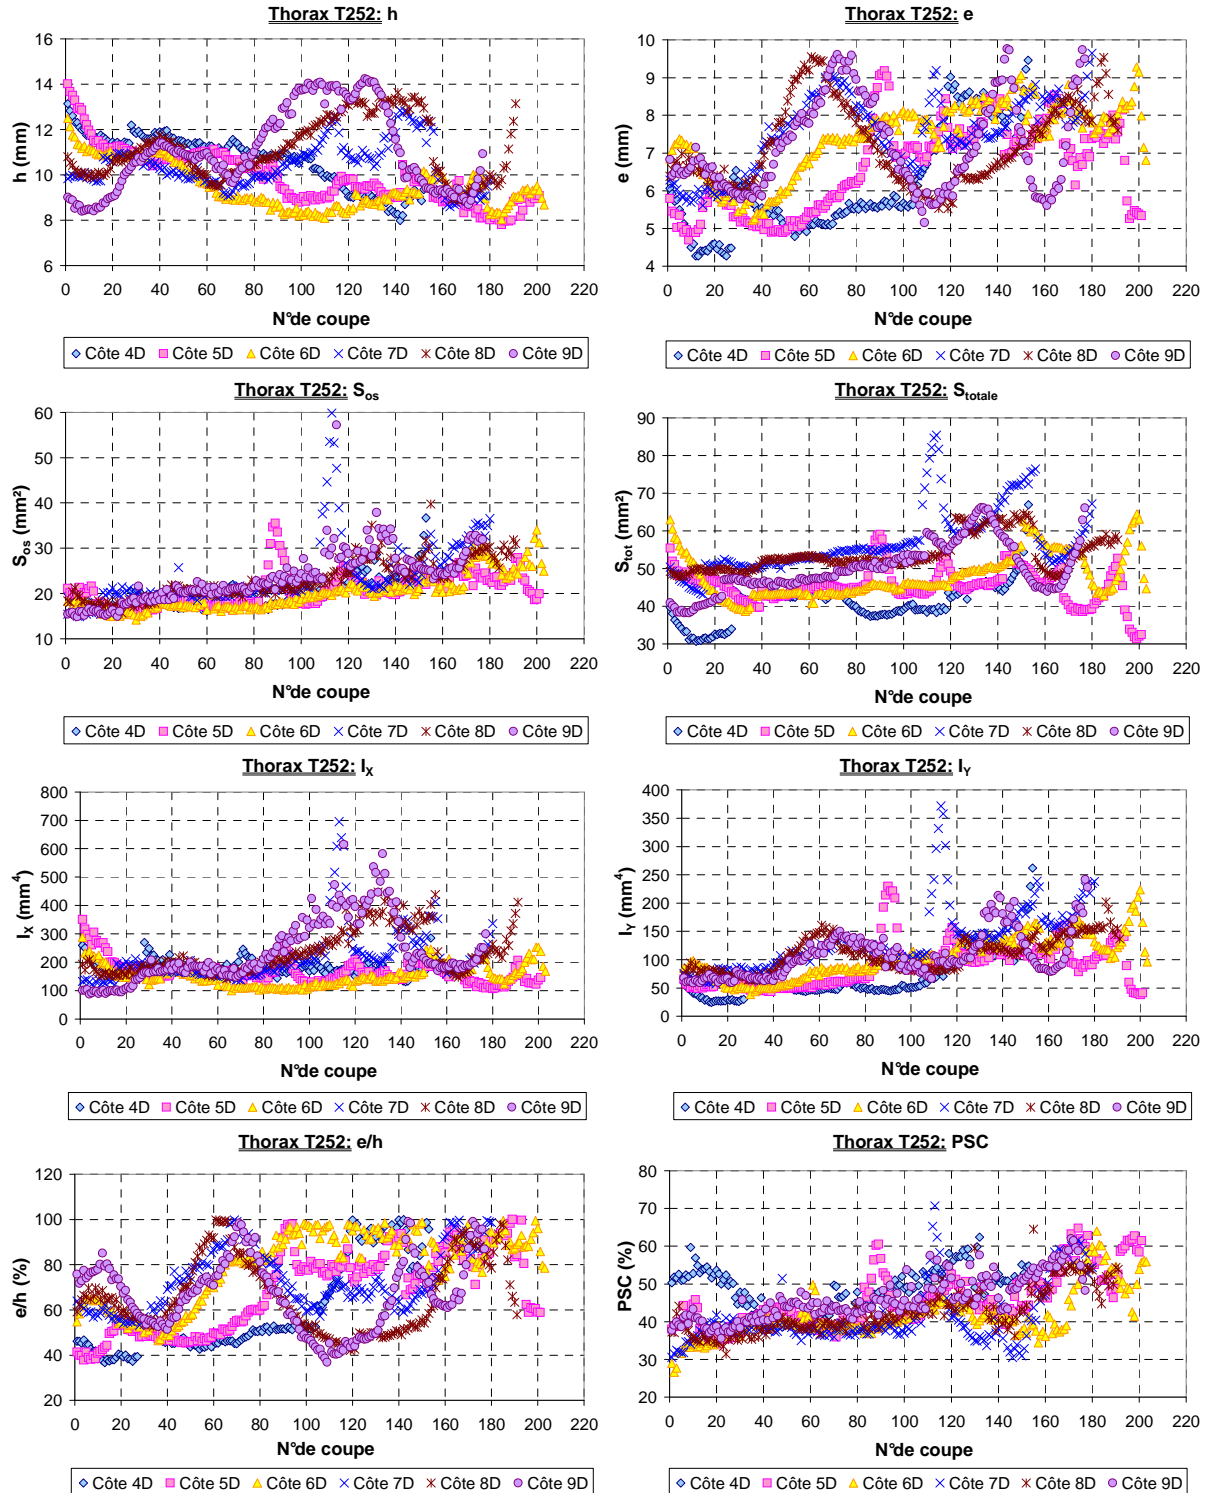 Thorax T252: h
16
14
12
10
8
6
h (mm)
0 20 40 60 80 100 120 140 160 180 200 220
N°de coupe
Côte 4D Côte 5D Côte 6D Côte 7D Côte 8D Côte 9D
Thorax T252: e
10
9
8
7
6
5
4
e (mm)
0 20 40 60 80 100 120 140 160 180 200 220
N°de coupe
Côte 4D Côte 5D Côte 6D Côte 7D Côte 8D Côte 9D
Thorax T252: Sos
60
50
40
30
20
10
Sos (mm²)
0 20 40 60 80 100 120 140 160 180 200 220
N°de coupe
Côte 4D Côte 5D Côte 6D Côte 7D Côte 8D Côte 9D
Thorax T252: Stotale
90
80
70
60
50
40
30
Stot (mm²)
0 20 40 60 80 100 120 140 160 180 200 220
N°de coupe
Côte 4D Côte 5D Côte 6D Côte 7D Côte 8D Côte 9D
Thorax T252: IX
800
700
600
500
400
300
200
100
0
IX (mm4)
0 20 40 60 80 100 120 140 160 180 200 220
N°de coupe
Côte 4D Côte 5D Côte 6D Côte 7D Côte 8D Côte 9D
Thorax T252: IY
400
350
300
250
200
150
100
50
0
IY (mm4)
0 20 40 60 80 100 120 140 160 180 200 220
N°de coupe
Côte 4D Côte 5D Côte 6D Côte 7D Côte 8D Côte 9D
Thorax T252: e/h
120
100
80
60
40
20
e/h (%)
0 20 40 60 80 100 120 140 160 180 200 220
N°de coupe
Côte 4D Côte 5D Côte 6D Côte 7D Côte 8D Côte 9D
Thorax T252: PSC
80
70
60
50
40
30
20
PSC (%)
0 20 40 60 80 100 120 140 160 180 200 220
N°de coupe
Côte 4D Côte 5D Côte 6D Côte 7D Côte 8D Côte 9D